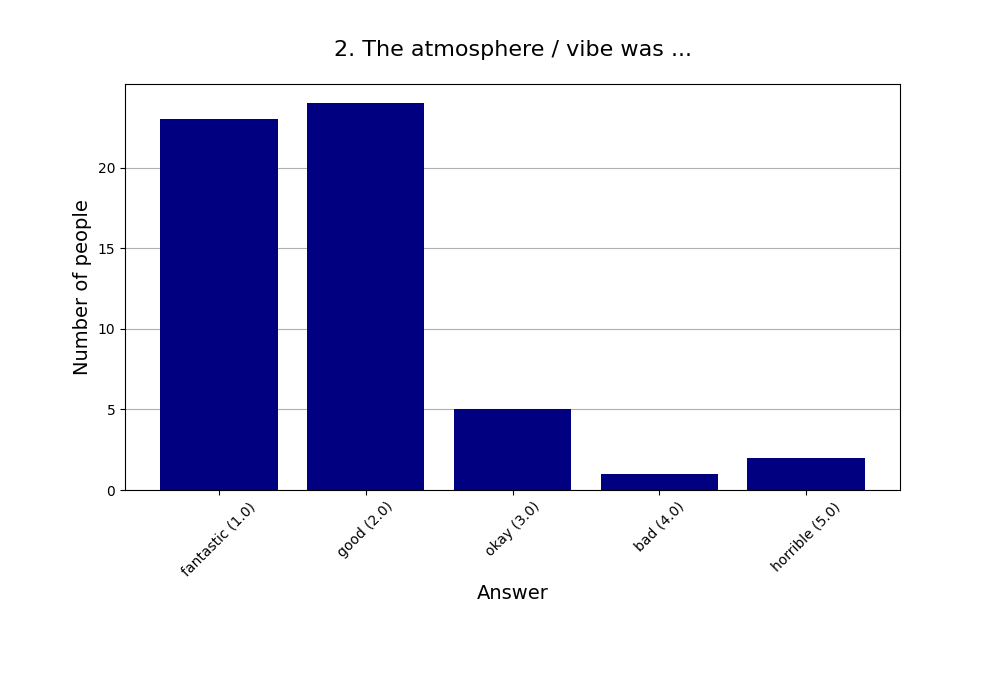 2. The atmosphere / vibe was ...
Number of people
20
15
10
5
0
fantastic (1.0)
good (2.0)
okay (3.0)
bad (4.0)
horrible (5.0)
Answer